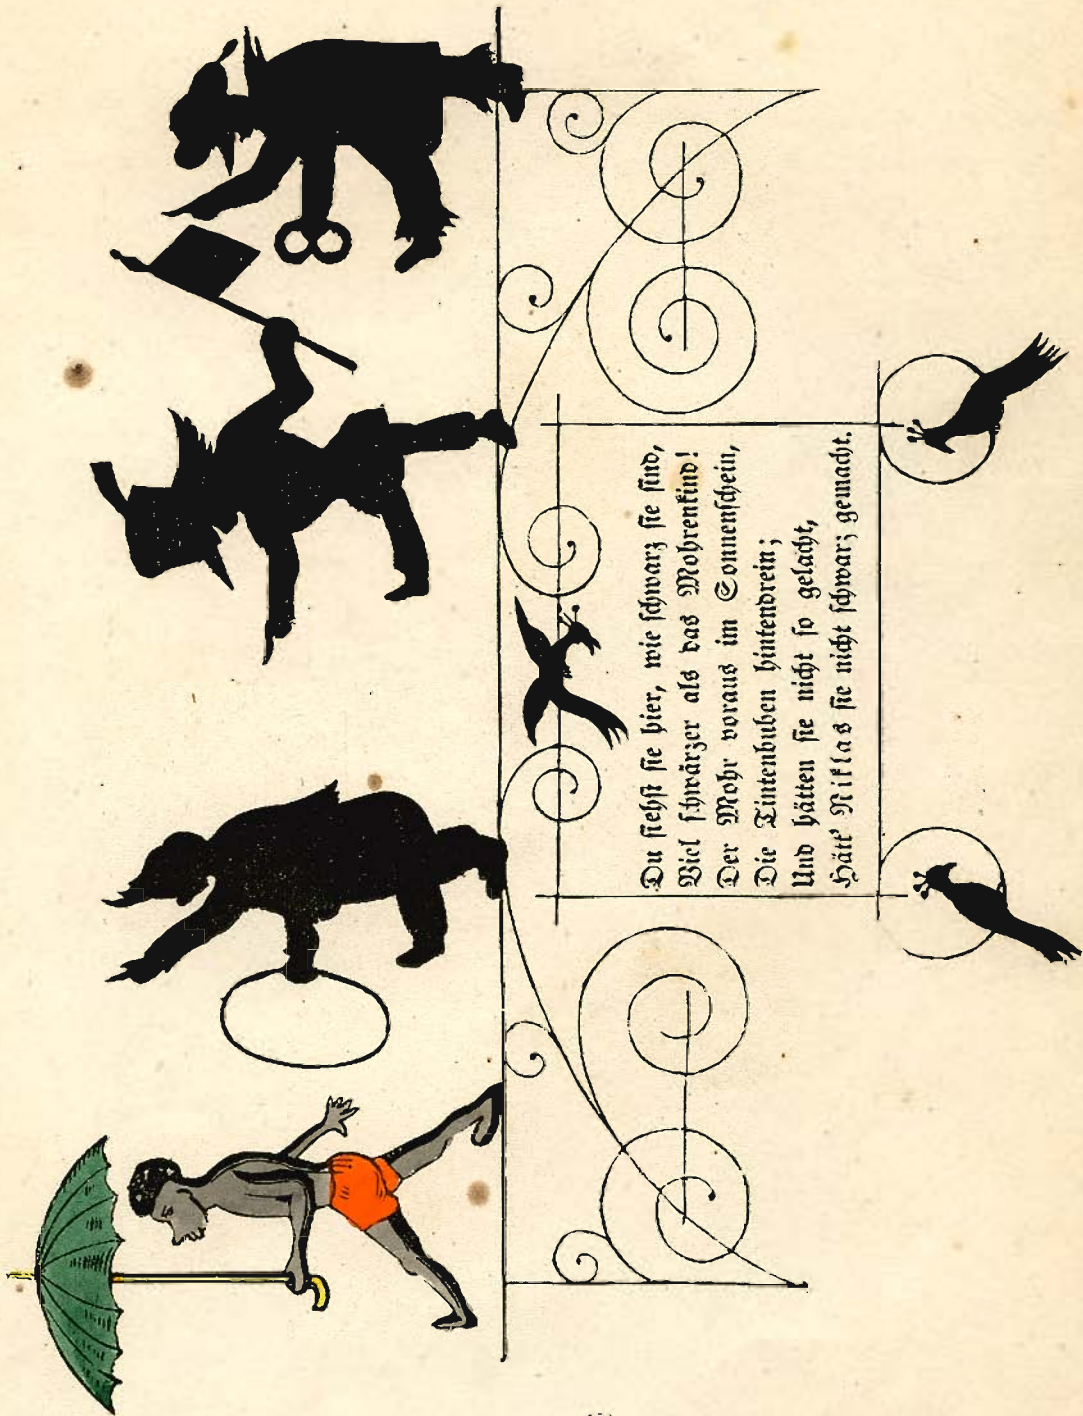 Du siehst sie hier, wie schwarz sie sind,
Viel schwärzer als das Mohrenkind!
Der Mohr voraus im Sonnenschein,
Die Tintenbuben hintendrein;
Und hätten sie nicht so gelacht,
Hätt' Niklas sie nicht schwarz gemacht.